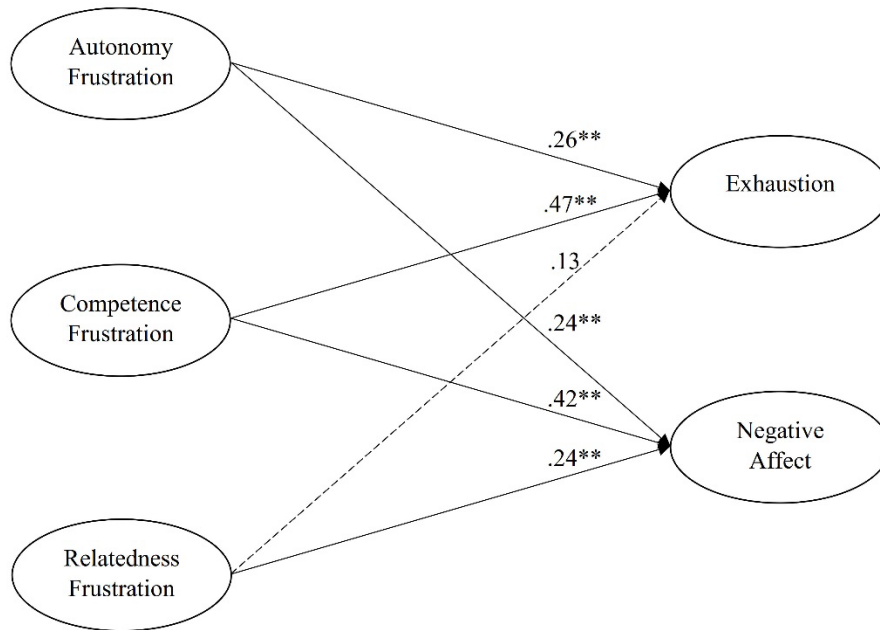 Autonomy
Frustration
.26**
Exhaustion
.47**
.13
Competence
Frustration
.24**
.42**
Negative
Affect
.24**
Relatedness
Frustration